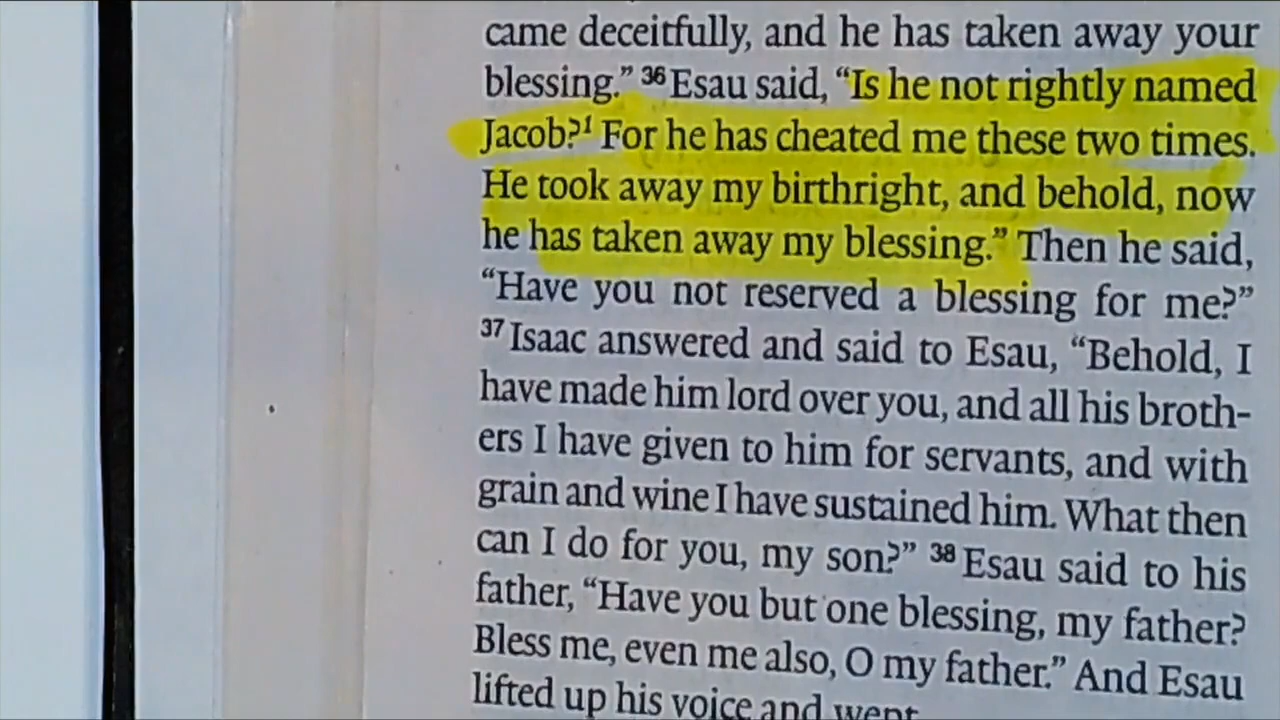 came deceitfully, and he has taken away your
blessing.” 36 Esau said, “Is he not rightly named
Jacob?1 For he has cheated me these two times.
He took away my birthright, and behold, now
he has taken away my blessing.” Then he said,
“Have you not reserved a blessing for me?”
37 Isaac answered and said to Esau, “Behold, I
have made him lord over you, and all his broth-
ers I have given to him for servants, and with
grain and wine I have sustained him. What then
can I do for you, my son?” 38 Esau said to his
father, “Have you but one blessing, my father?
Bless me, even me also, O my father.” And Esau
lifted up his voice and wept.